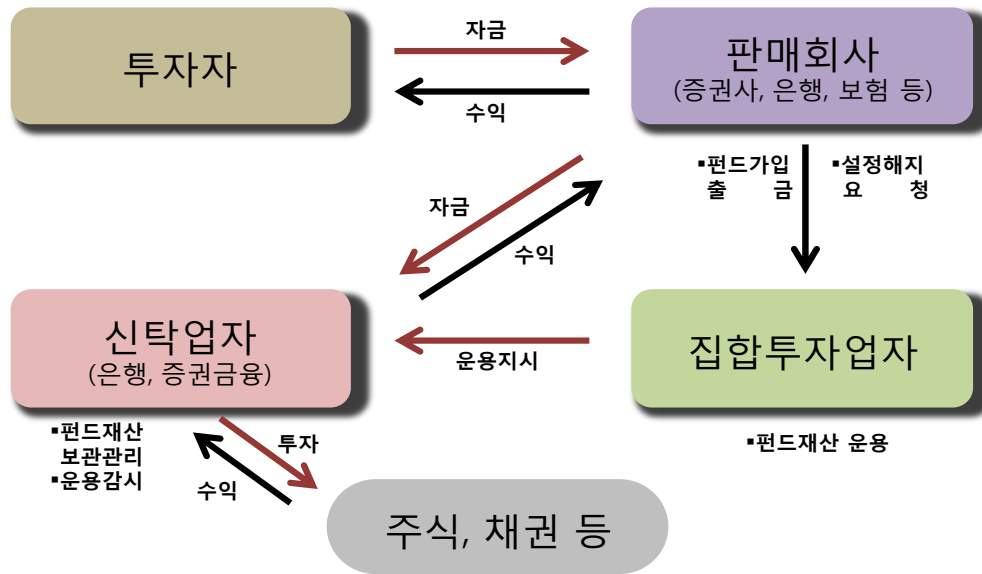 투자자
자금
수익
판매회사
(증권사, 은행, 보험 등)
▪펀드가입
출 금
▪설정해지
요 청
자금
수익
신탁업자
(은행, 증권금융)
운용지시
집합투자업자
▪펀드재산
보관관리
▪운용감시
투자
수익
▪펀드재산 운용
주식, 채권 등